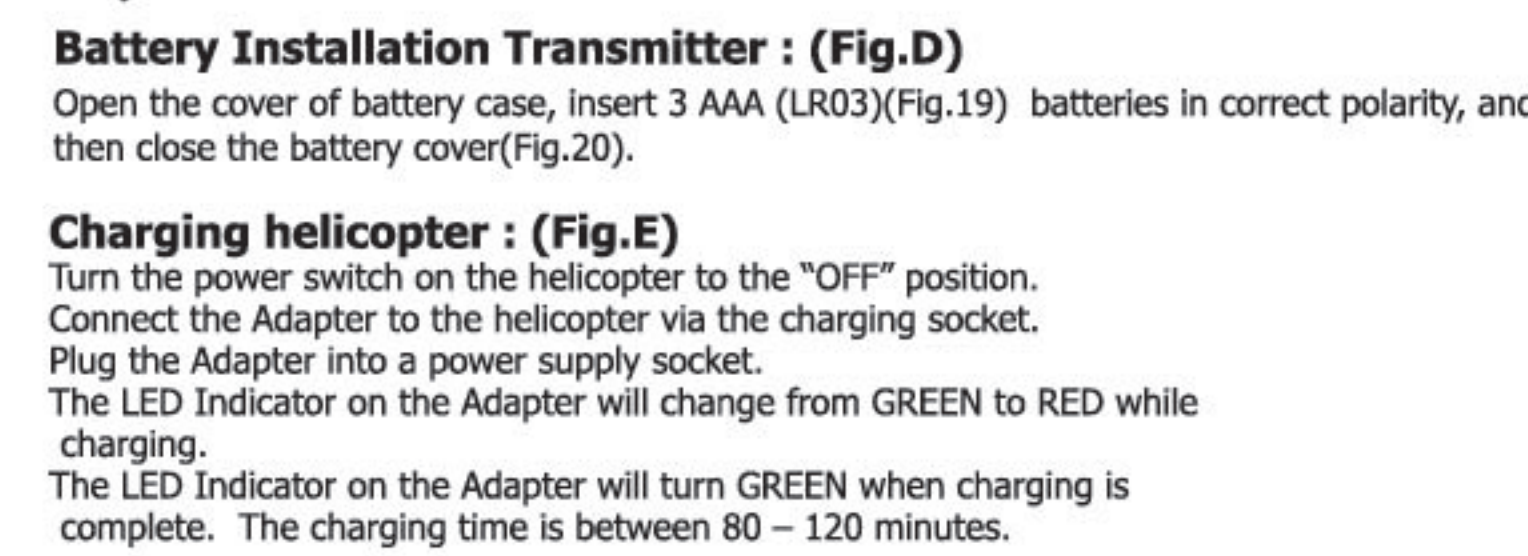 Battery Installation Transmitter : (Fig.D)
Open the cover of battery case, insert 3 AAA (LR03)(Fig.19)  batteries in correct polarity, and
then close the battery cover(Fig.20).
Charging helicopter : (Fig.E)
Turn the power switch on the helicopter to the “OFF” position.
Connect the Adapter to the helicopter via the charging socket.
Plug the Adapter into a power supply socket.
The LED Indicator on the Adapter will change from GREEN to RED while
charging.
The LED Indicator on the Adapter will turn GREEN when charging is
complete.  The charging time is between 80 – 120 minutes.